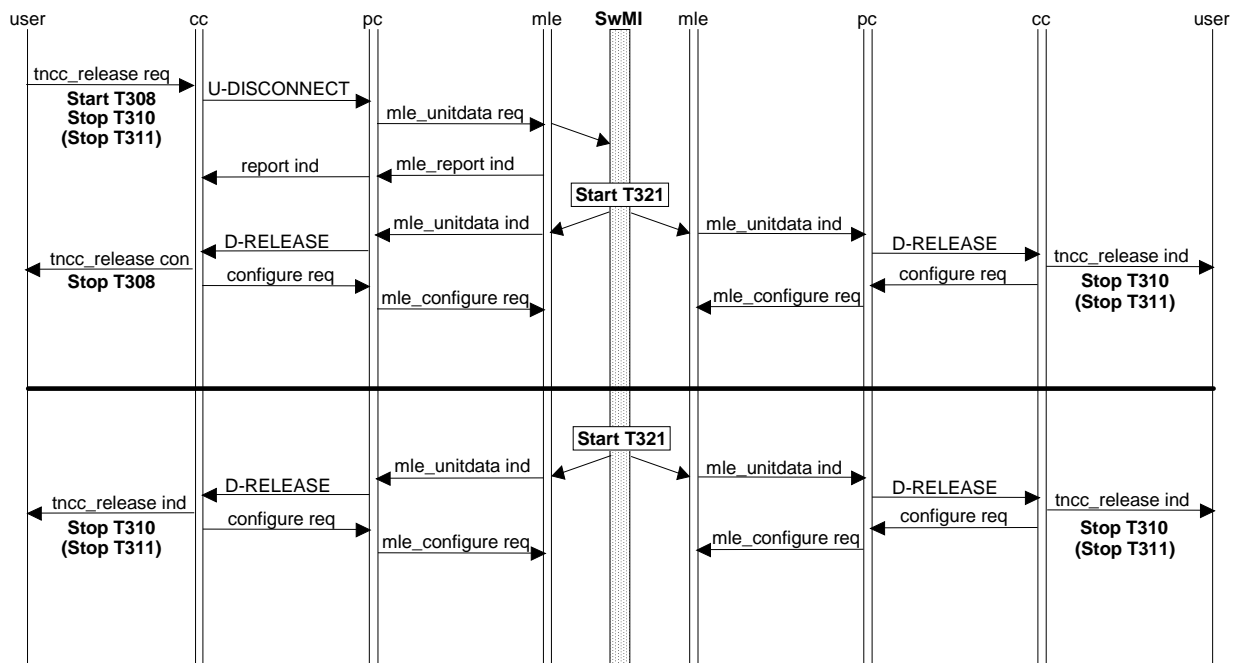 user cc pc mle SwMI mle pc cc user
tncc_release req
U-DISCONNECT
Start T308
Stop T310
(Stop T311)
mle_unitdata req
report ind
mle_report ind
Start T321
mle_unitdata ind
mle_unitdata ind
D-RELEASE
D-RELEASE
tncc_release con
tncc_release ind
Stop T308
configure req
configure req
Stop T310
(Stop T311)
mle_configure req
mle_configure req
Start T321
mle_unitdata ind
mle_unitdata ind
D-RELEASE
D-RELEASE
tncc_release ind
tncc_release ind
configure req
configure req
Stop T310
(Stop T311)
Stop T310
(Stop T311)
mle_configure req
mle_configure req